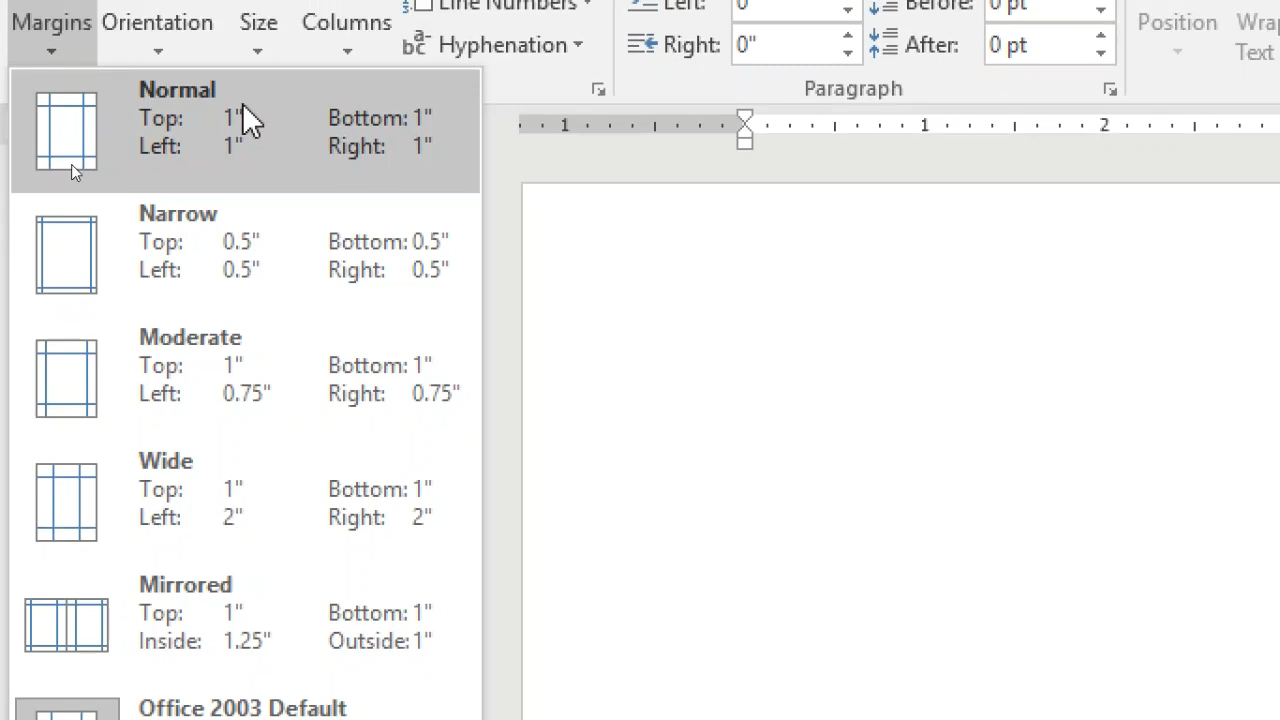 Margins Orientation Size Columns Line Numbers Left: 0 Before: 0 pt Position Wrap
bc a- Hyphenation Right: 0" After: 0 pt Text
Paragraph
1 1 2
Normal
Top: 1" Bottom: 1"
Left: 1" Right: 1"
Narrow
Top: 0.5" Bottom: 0.5"
Left: 0.5" Right: 0.5"
Moderate
Top: 1" Bottom: 1"
Left: 0.75" Right: 0.75"
Wide
Top: 1" Bottom: 1"
Left: 2" Right: 2"
Mirrored
Top: 1" Bottom: 1"
Inside: 1.25" Outside: 1"
Office 2003 Default